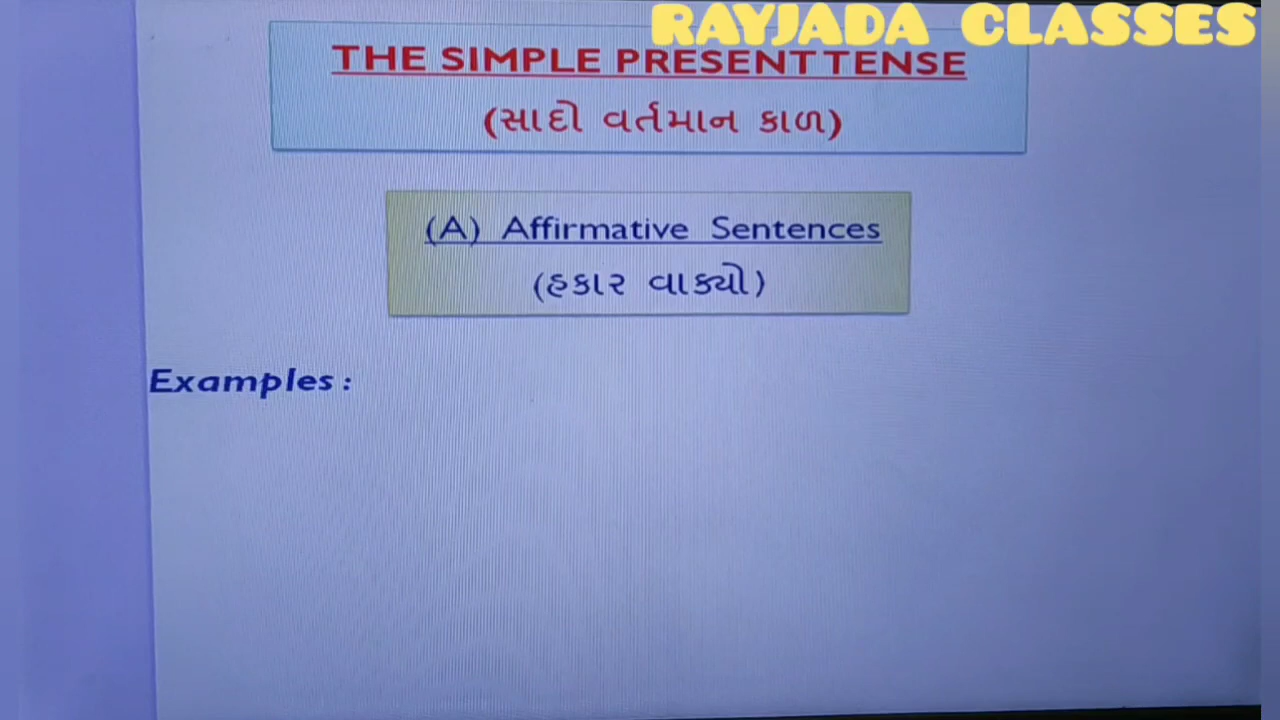 RAYJADA CLASSES
THE SIMPLE PRESENT TENSE
(સાદો વર્તમાન કાળ)
(A) Affirmative Sentences
(હકાર વાક્યો)
Examples :